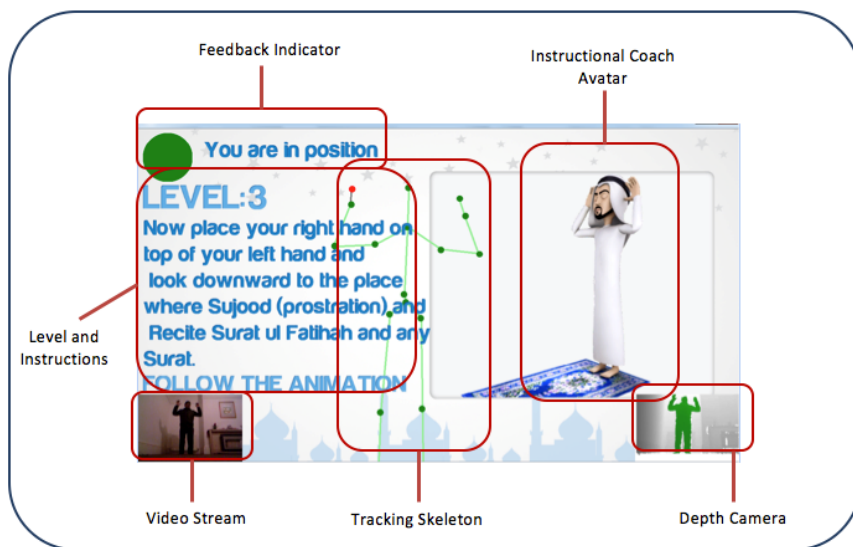 Feedback Indicator
Instructional Coach
Avatar
You are in position
LEVEL:3
Now place your right hand on
top of your left hand and
look downward to the place
where Sujood (prostration) and
Recite Surat ul Fatihah and any
Surat.
FOLLOW THE ANIMATION
Level and
Instructions
Video Stream
Tracking Skeleton
Depth Camera